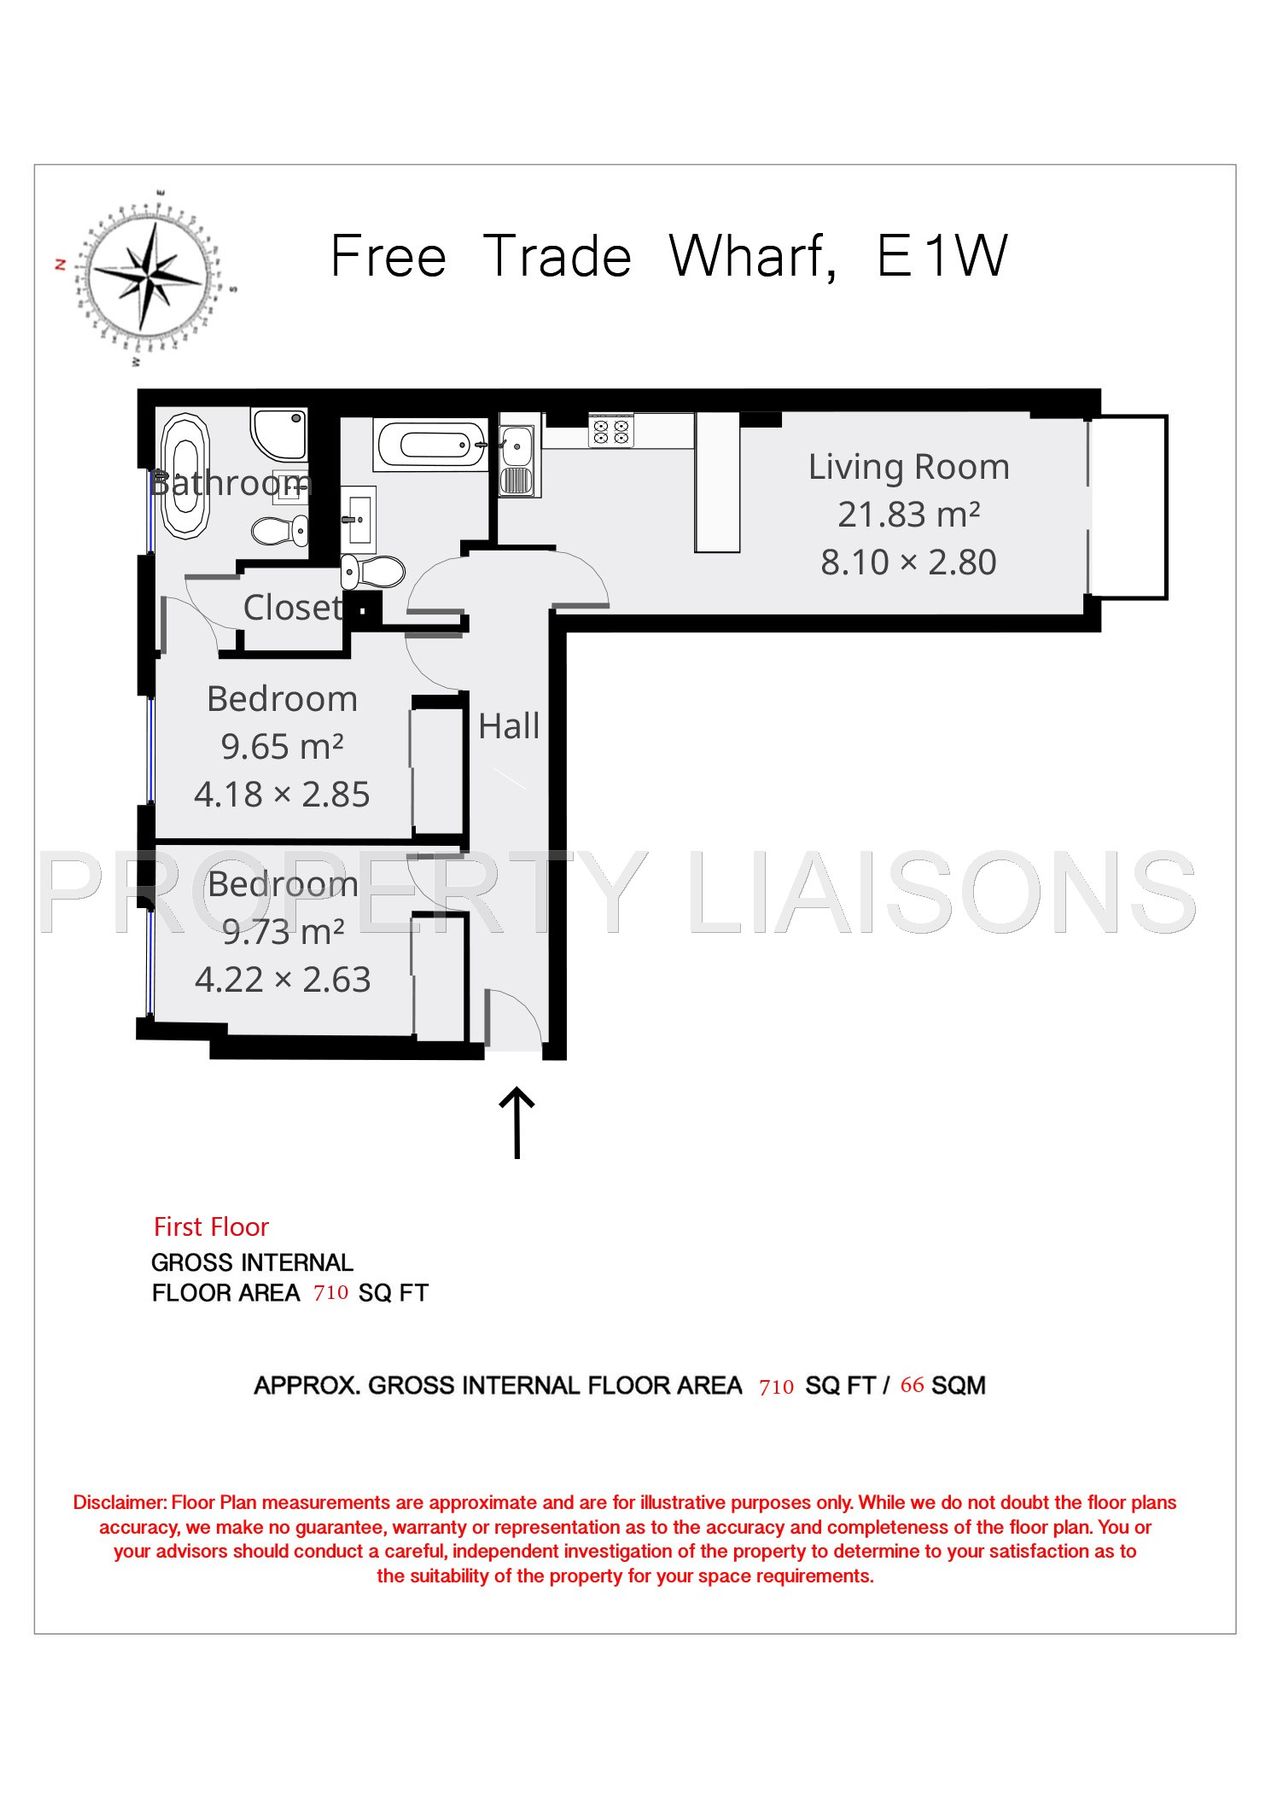 E
N
S
W
Free Trade Wharf, E1W
Bathroom
Closet
Living Room
21.83 m²
8.10 × 2.80
Bedroom
9.65 m²
4.18 × 2.85
Hall
PROPERTY LIAISONS
Bedroom
9.73 m²
4.22 × 2.63
First Floor
GROSS INTERNAL
FLOOR AREA 710 SQ FT
APPROX. GROSS INTERNAL FLOOR AREA 710 SQ FT / 66 SQM
Disclaimer: Floor Plan measurements are approximate and are for illustrative purposes only. While we do not doubt the floor plans
accuracy, we make no guarantee, warranty or representation as to the accuracy and completeness of the floor plan. You or
your advisors should conduct a careful, independent investigation of the property to determine to your satisfaction as to
the suitability of the property for your space requirements.